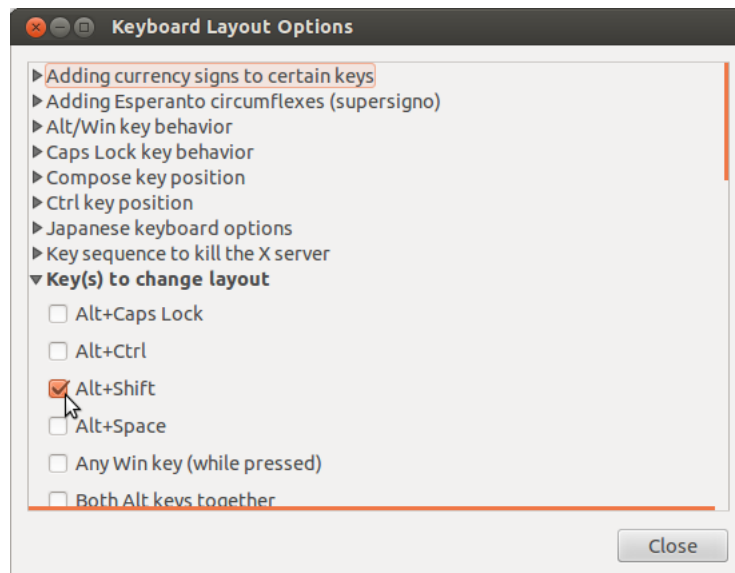 Keyboard Layout Options
Adding currency signs to certain keys
Adding Esperanto circumflexes (supersigno)
Alt/Win key behavior
Caps Lock key behavior
Compose key position
Ctrl key position
Japanese keyboard options
Key sequence to kill the X server
Key(s) to change layout
Alt+Caps Lock
Alt+Ctrl
Alt+Shift
Alt+Space
Any Win key (while pressed)
Both Alt keys together
Close